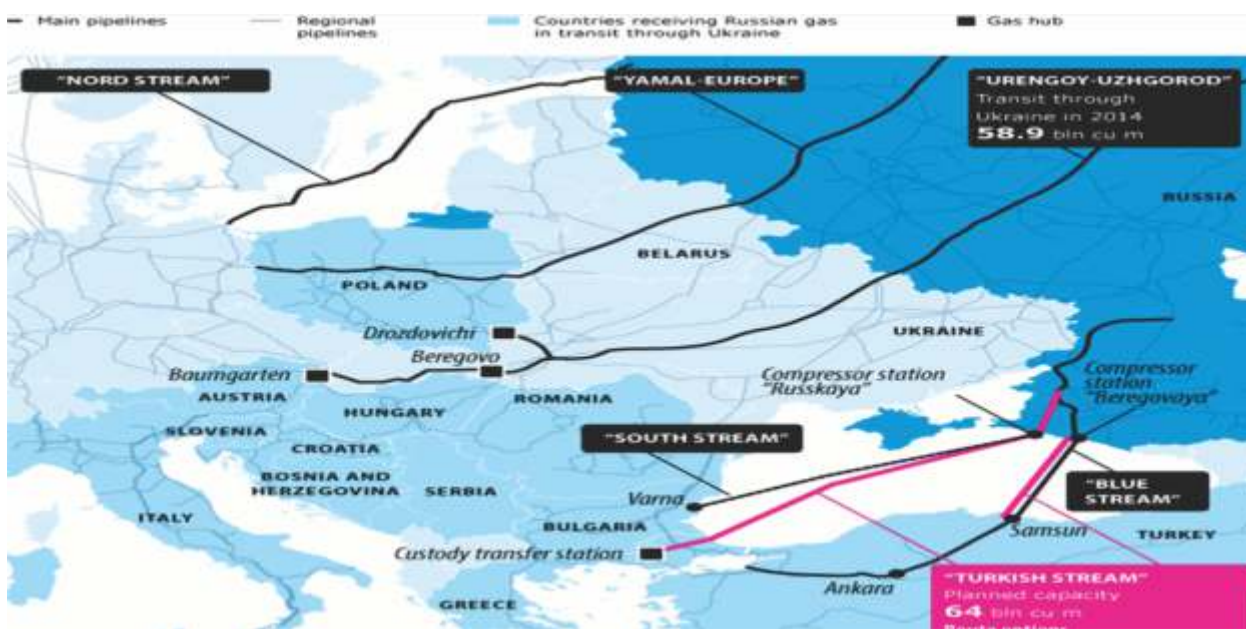 Main pipelines
Regional
pipelines
Countries receiving Russian gas
in transit through Ukraine
Gas hub
"NORD STREAM"
"YAMAL-EUROPE"
"URENGOY-UZHGOROD"
Transit through
Ukraine in 2014
58.9 bln cu m
RUSSIA
BELARUS
POLAND
Drozdovichi
UKRAINE
Beregovo
Baumgarten
Compressor station
"Russkaya"
Compressor
station
"Beregovaya"
AUSTRIA
HUNGARY
ROMANIA
SLOVENIA
CROATIA
"SOUTH STREAM"
BOSNIA AND
HERZEGOVINA
SERBIA
"BLUE
STREAM"
Varna
ITALY
BULGARIA
Samsun
TURKEY
Custody transfer station
"TURKISH STREAM"
Planned capacity
64 bln cu m
Route options
Ankara
GREECE